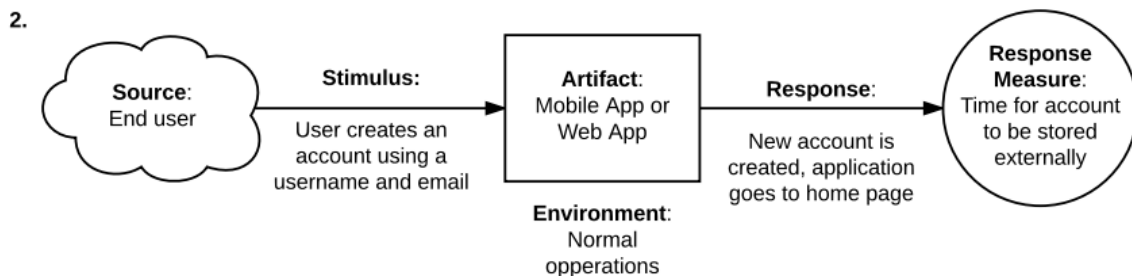 2.
Source:
End user
Stimulus:
User creates an
account using a
username and email
Artifact:
Mobile App or
Web App
Environment:
Normal
opperations
Response:
New account is
created, application
goes to home page
Response
Measure:
Time for account
to be stored
externally